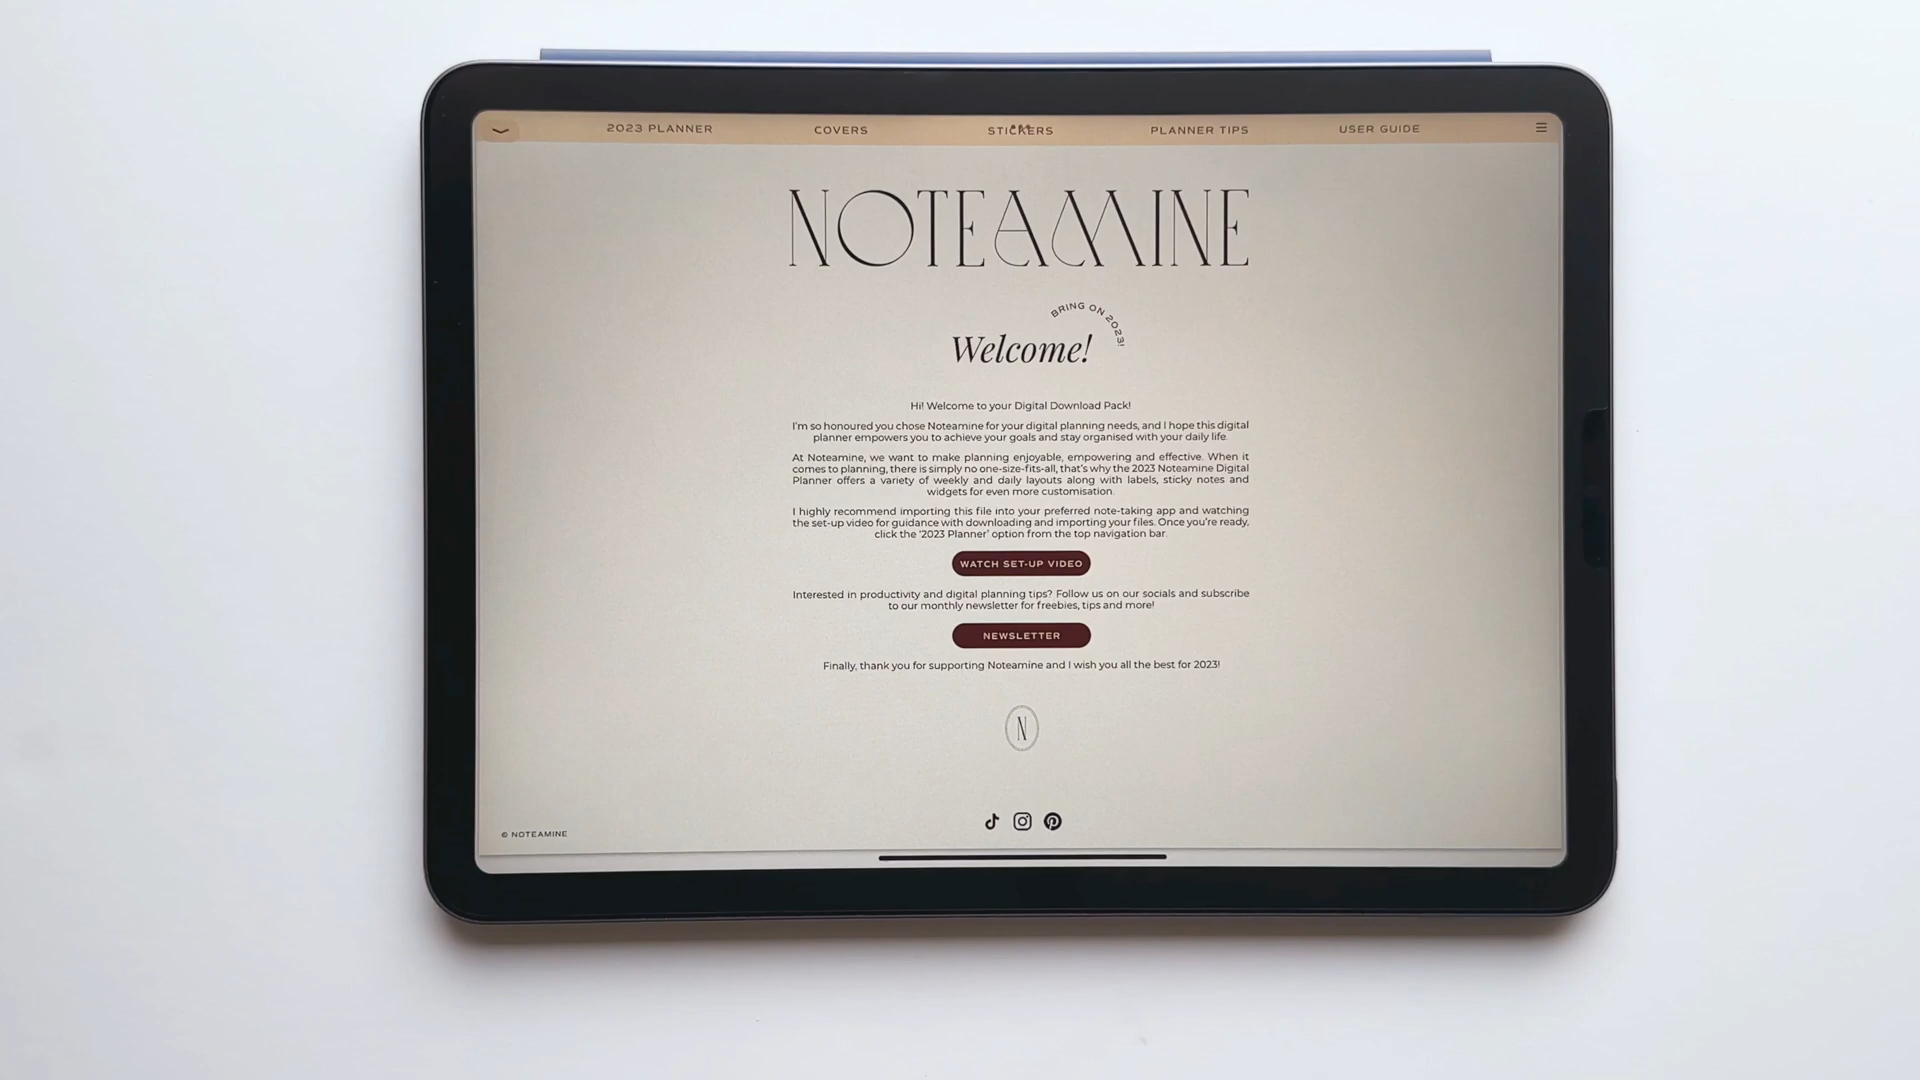 2023 PLANNER COVERS STICKERS PLANNER TIPS USER GUIDE
NOTEAMINE
BRING ON 2023!
Welcome!
Hi! Welcome to your Digital Download Pack!
I'm so honoured you chose Noteamine for your digital planning needs, and I hope this digital
planner empowers you to achieve your goals and stay organised with your daily life.
At Noteamine, we want to make planning enjoyable, empowering and effective. When it
comes to planning, there is simply no one-size-fits-all, that's why the 2023 Noteamine Digital
Planner offers a variety of weekly and daily layouts along with labels, sticky notes and
widgets for even more customisation.
I highly recommend importing this file into your preferred note-taking app and watching
the set-up video for guidance with downloading and importing your files. Once you're ready,
click the '2023 Planner' option from the top navigation bar.
WATCH SET-UP VIDEO
Interested in productivity and digital planning tips? Follow us on our socials and subscribe
to our monthly newsletter for freebies, tips and more!
NEWSLETTER
Finally, thank you for supporting Noteamine and I wish you all the best for 2023!
N
© NOTEAMINE